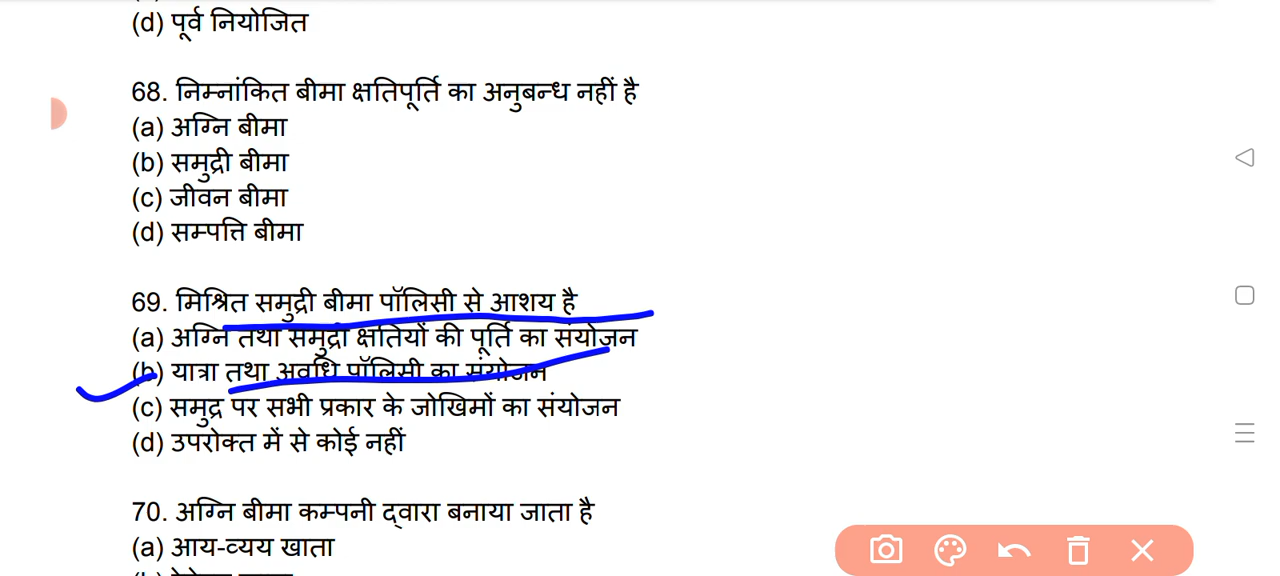 (d) पूर्व नियोजित
68. निम्नांकित बीमा क्षतिपूर्ति का अनुबन्ध नहीं है
(a) अग्नि बीमा
(b) समुद्री बीमा
(c) जीवन बीमा
(d) सम्पत्ति बीमा
69. मिश्रित समुद्री बीमा पॉलिसी से आशय है
(a) अग्नि तथा समुद्री क्षतियों की पूर्ति का संयोजन
(b) यात्रा तथा अवधि पॉलिसी का संयोजन
(c) समुद्र पर सभी प्रकार के जोखिमों का संयोजन
(d) उपरोक्त में से कोई नहीं
70. अग्नि बीमा कम्पनी द्वारा बनाया जाता है
(a) आय-व्यय खाता